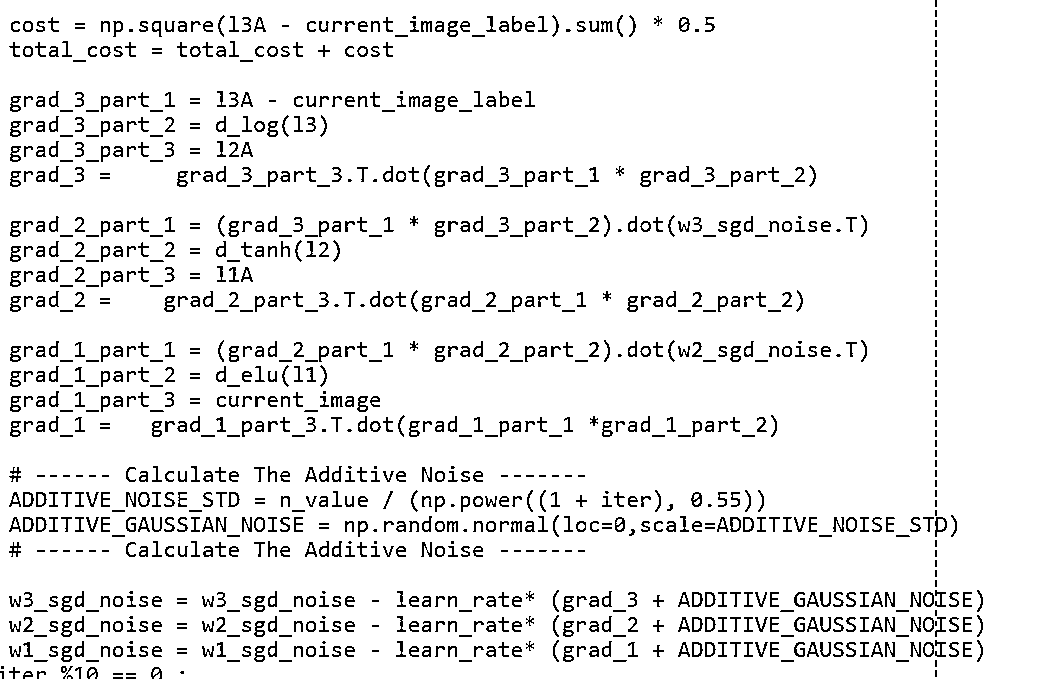 cost = np.square(l3A - current_image_label).sum() * 0.5
total_cost = total_cost + cost
grad_3_part_1 = l3A - current_image_label
grad_3_part_2 = d_log(l3)
grad_3_part_3 = l2A
grad_3 =     grad_3_part_3.T.dot(grad_3_part_1 * grad_3_part_2)
grad_2_part_1 = (grad_3_part_1 * grad_3_part_2).dot(w3_sgd_noise.T)
grad_2_part_2 = d_tanh(l2)
grad_2_part_3 = l1A
grad_2 =    grad_2_part_3.T.dot(grad_2_part_1 * grad_2_part_2)
grad_1_part_1 = (grad_2_part_1 * grad_2_part_2).dot(w2_sgd_noise.T)
grad_1_part_2 = d_elu(l1)
grad_1_part_3 = current_image
grad_1 =   grad_1_part_3.T.dot(grad_1_part_1 *grad_1_part_2)
# ------ Calculate The Additive Noise -------
ADDITIVE_NOISE_STD = n_value / (np.power((1 + iter), 0.55))
ADDITIVE_GAUSSIAN_NOISE = np.random.normal(loc=0,scale=ADDITIVE_NOISE_STD)
# ------ Calculate The Additive Noise -------
w3_sgd_noise = w3_sgd_noise - learn_rate* (grad_3 + ADDITIVE_GAUSSIAN_NOISE)
w2_sgd_noise = w2_sgd_noise - learn_rate* (grad_2 + ADDITIVE_GAUSSIAN_NOISE)
w1_sgd_noise = w1_sgd_noise - learn_rate* (grad_1 + ADDITIVE_GAUSSIAN_NOISE)
iter %10 == 0 :